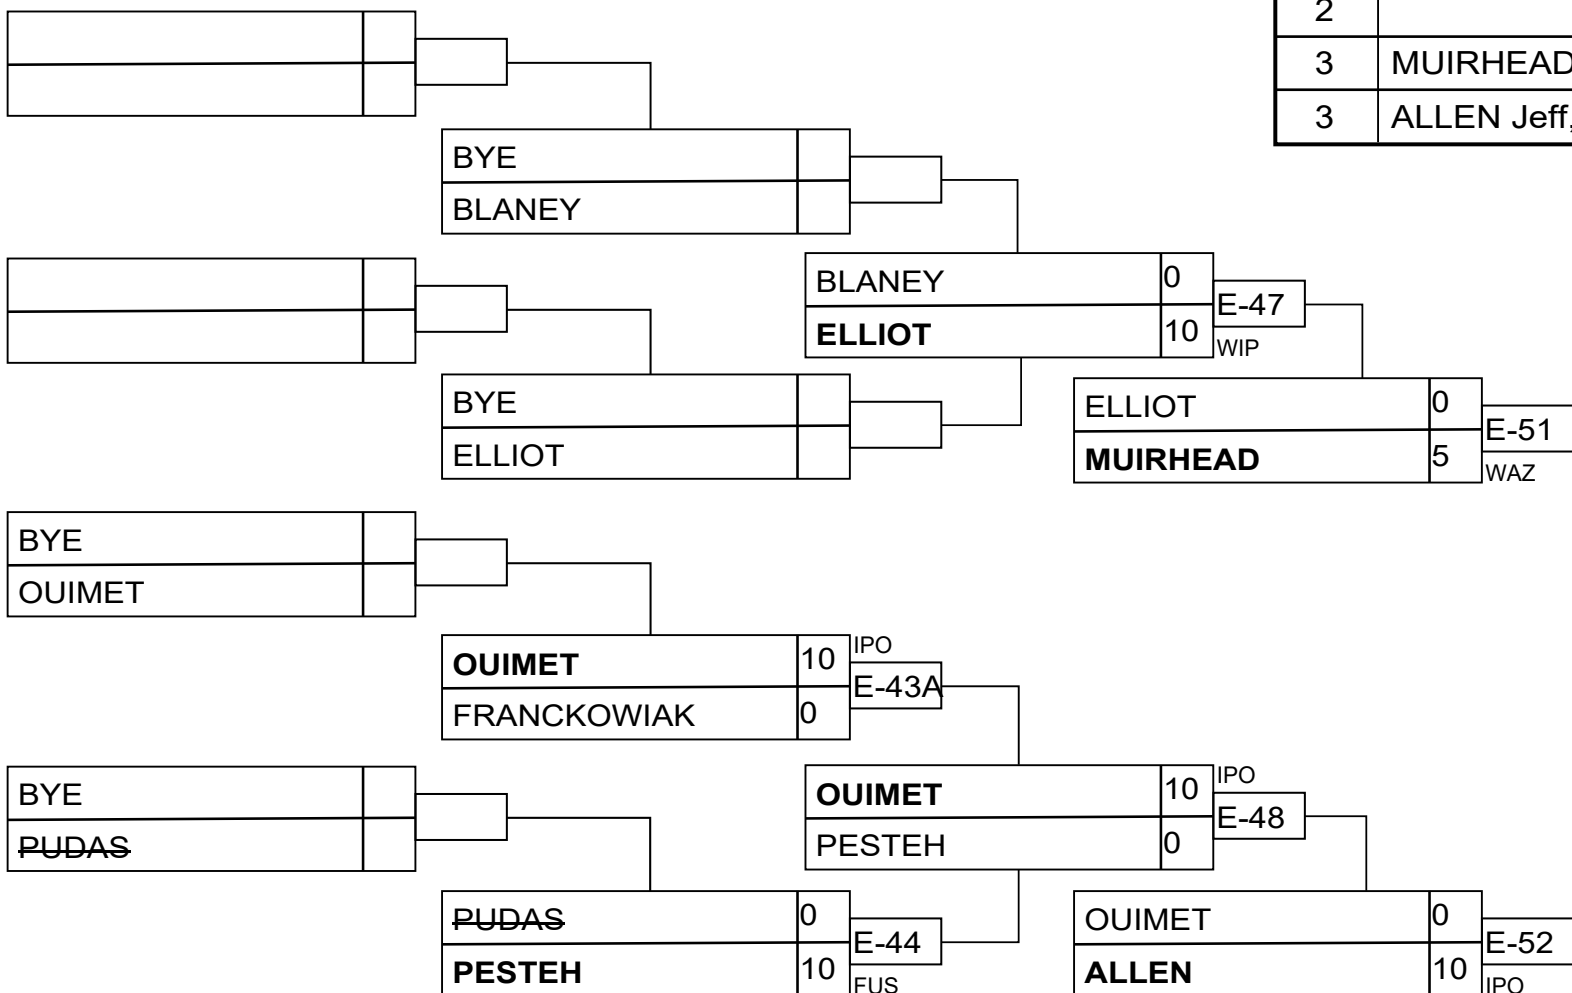 2
3 MUIRHEAD
3 ALLEN Jeff,
BYE
BLANEY
BLANEY 0
E-47
ELLIOT 10
WIP
BYE
ELLIOT
ELLIOT 0
E-51
MUIRHEAD 5
WAZ
BYE
OUIMET
OUIMET 10 IPO
E-43A
FRANCKOWIAK 0
BYE
PUDAS
OUIMET 10 IPO
E-48
PESTEH 0
PUDAS 0
E-44
PESTEH 10
FUS
OUIMET 0
E-52
ALLEN 10
IPO